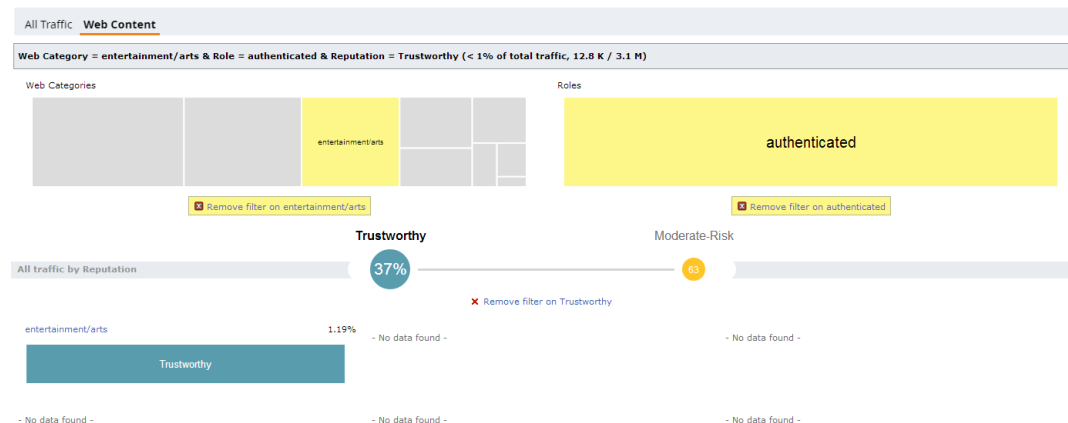 All Traffic Web Content
Web Category = entertainment/arts & Role = authenticated & Reputation = Trustworthy (< 1% of total traffic, 12.8 K / 3.1 M)
Web Categories Roles
entertainment/arts authenticated
x Remove filter on entertainment/arts x Remove filter on authenticated
Trustworthy Moderate-Risk
All traffic by Reputation 37% 63
Remove filter on Trustworthy
entertainment/arts 1.19% - No data found - - No data found -
Trustworthy
- No data found - - No data found - - No data found -